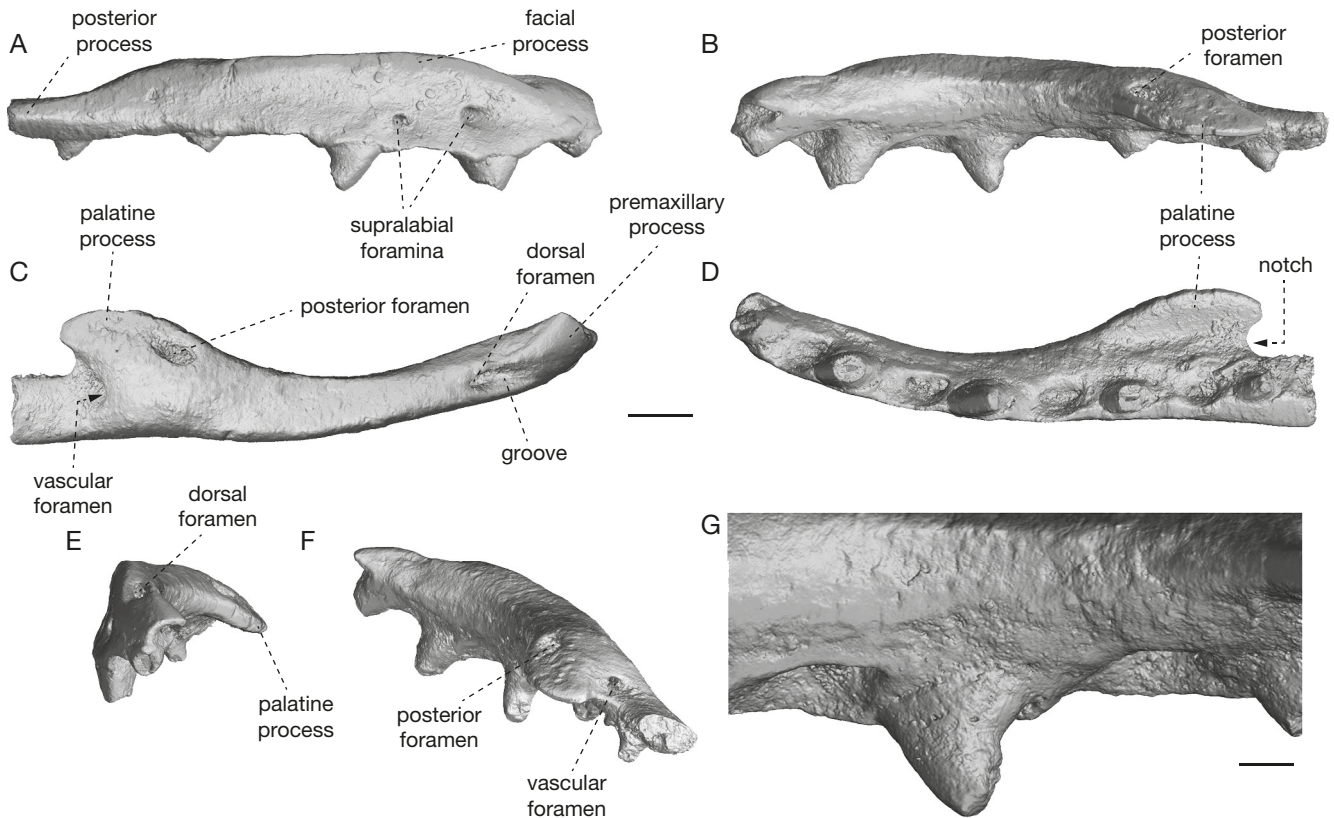 A
posterior
process
facial
process
supralabial
foramina
B
posterior
foramen
palatine
process
C
palatine
process
posterior foramen
dorsal
foramen
premaxillary
process
groove
vascular
foramen
D
notch
E
dorsal
foramen
palatine
process
F
posterior
foramen
vascular
foramen
G